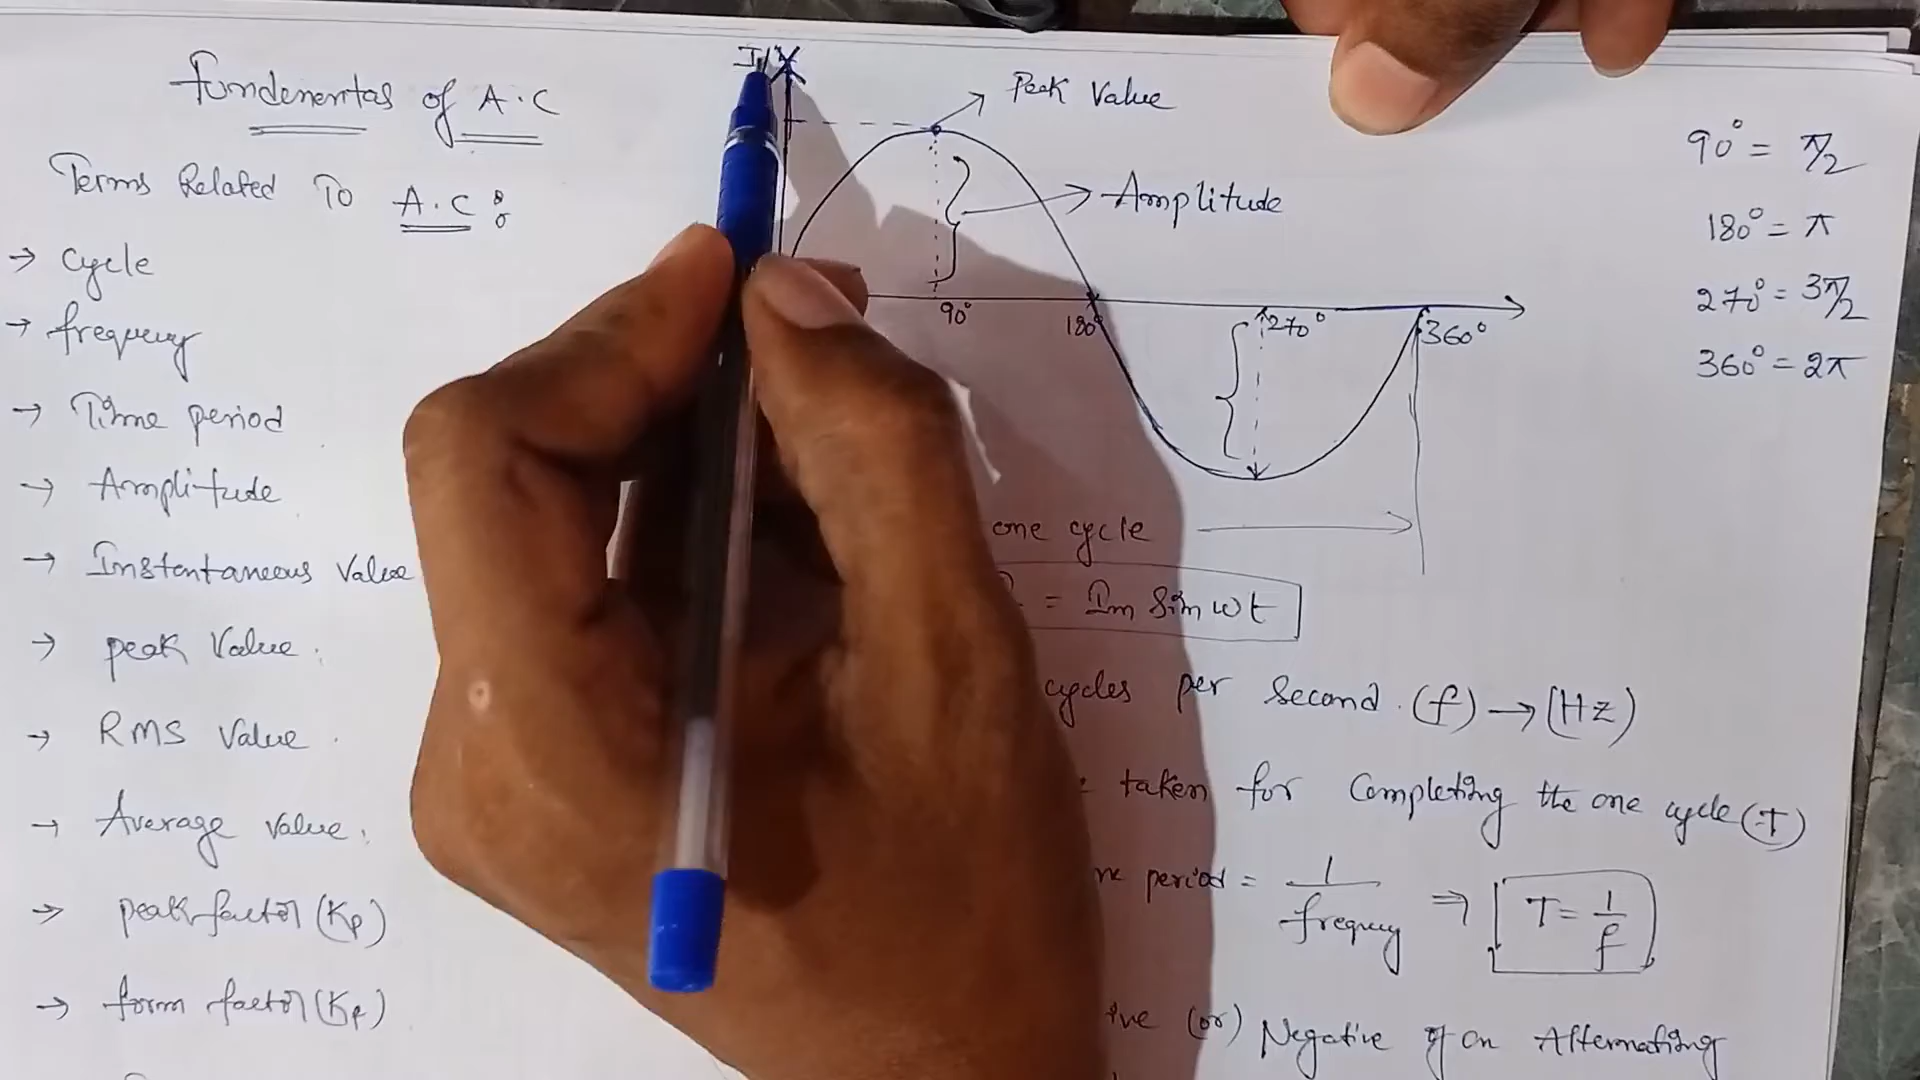 Fundementas of A.C
Terms Related To A.C:
→ Cycle
→ frequency
→ Time period
→ Amplitude
→ Instantaneous Value
→ peak Value.
→ RMS Value.
→ Average Value.
→ peak factor (Kp)
→ form factor (Kf)
Peak Value
Amplitude
90°
180°
270°
360°
one cycle
= Im Sin ωt
cycles per second. (f) → (Hz)
taken for Completing the one cycle (T)
period = 1/frequency ⇒ T = 1/f
(or) Negative of an Alternating
90° = π/2
180° = π
270° = 3π/2
360° = 2π